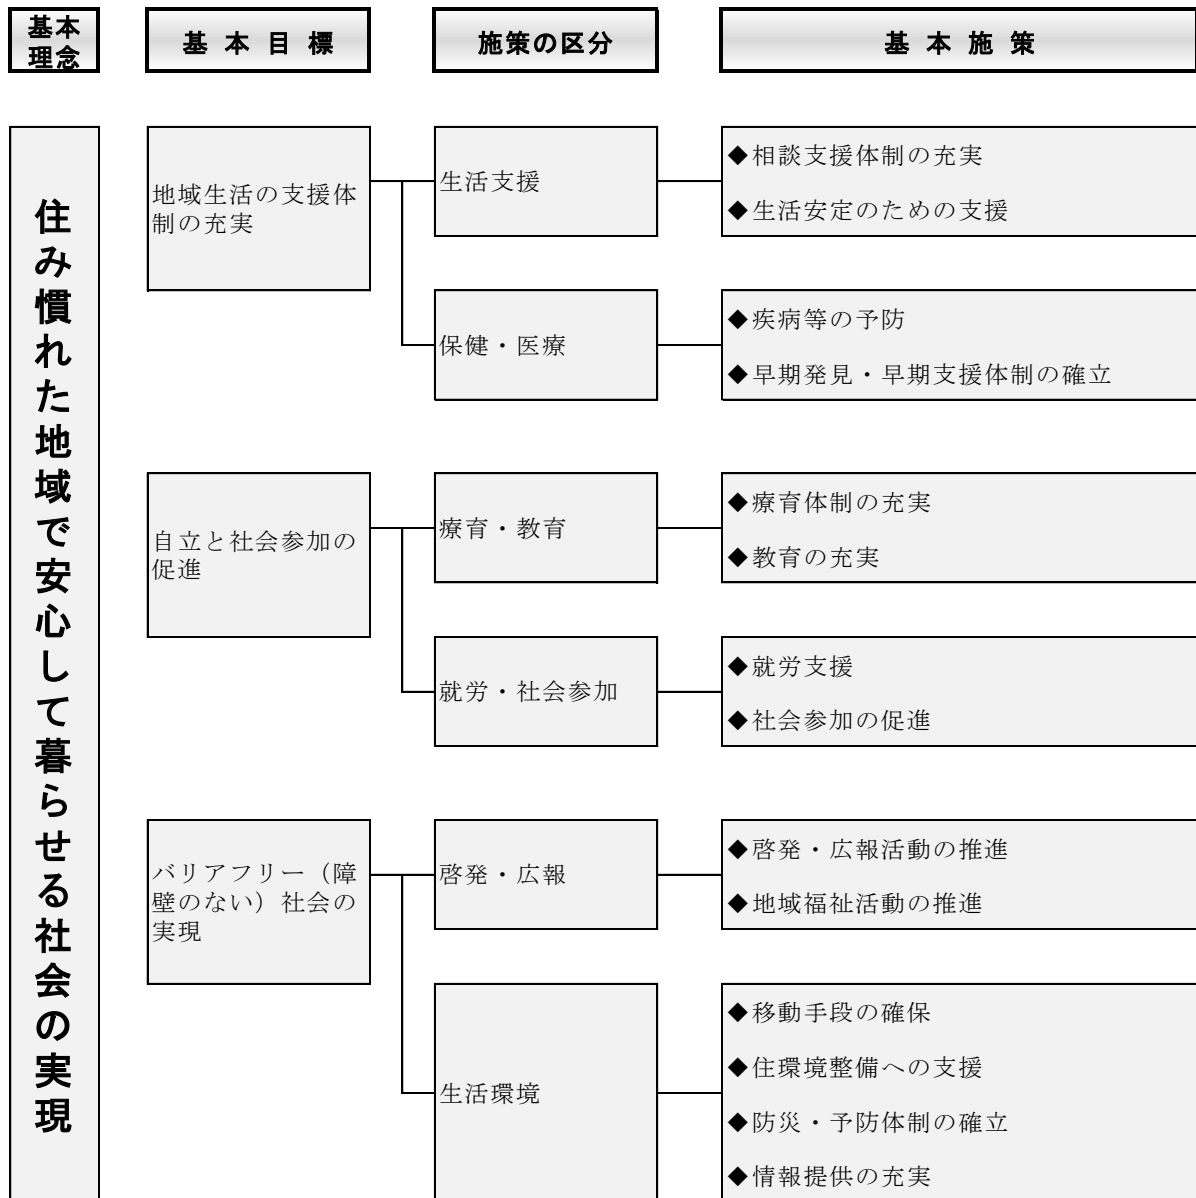 基本
理念
基本目標
施策の区分
基本施策
住み慣れた地域で安心して暮らせる社会の実現
地域生活の支援体
制の充実
生活支援
◆相談支援体制の充実
◆生活安定のための支援
保健・医療
◆疾病等の予防
◆早期発見・早期支援体制の確立
自立と社会参加の
促進
療育・教育
◆療育体制の充実
◆教育の充実
就労・社会参加
◆就労支援
◆社会参加の促進
バリアフリー（障
壁のない）社会の
実現
啓発・広報
◆啓発・広報活動の推進
◆地域福祉活動の推進
生活環境
◆移動手段の確保
◆住環境整備への支援
◆防災・予防体制の確立
◆情報提供の充実